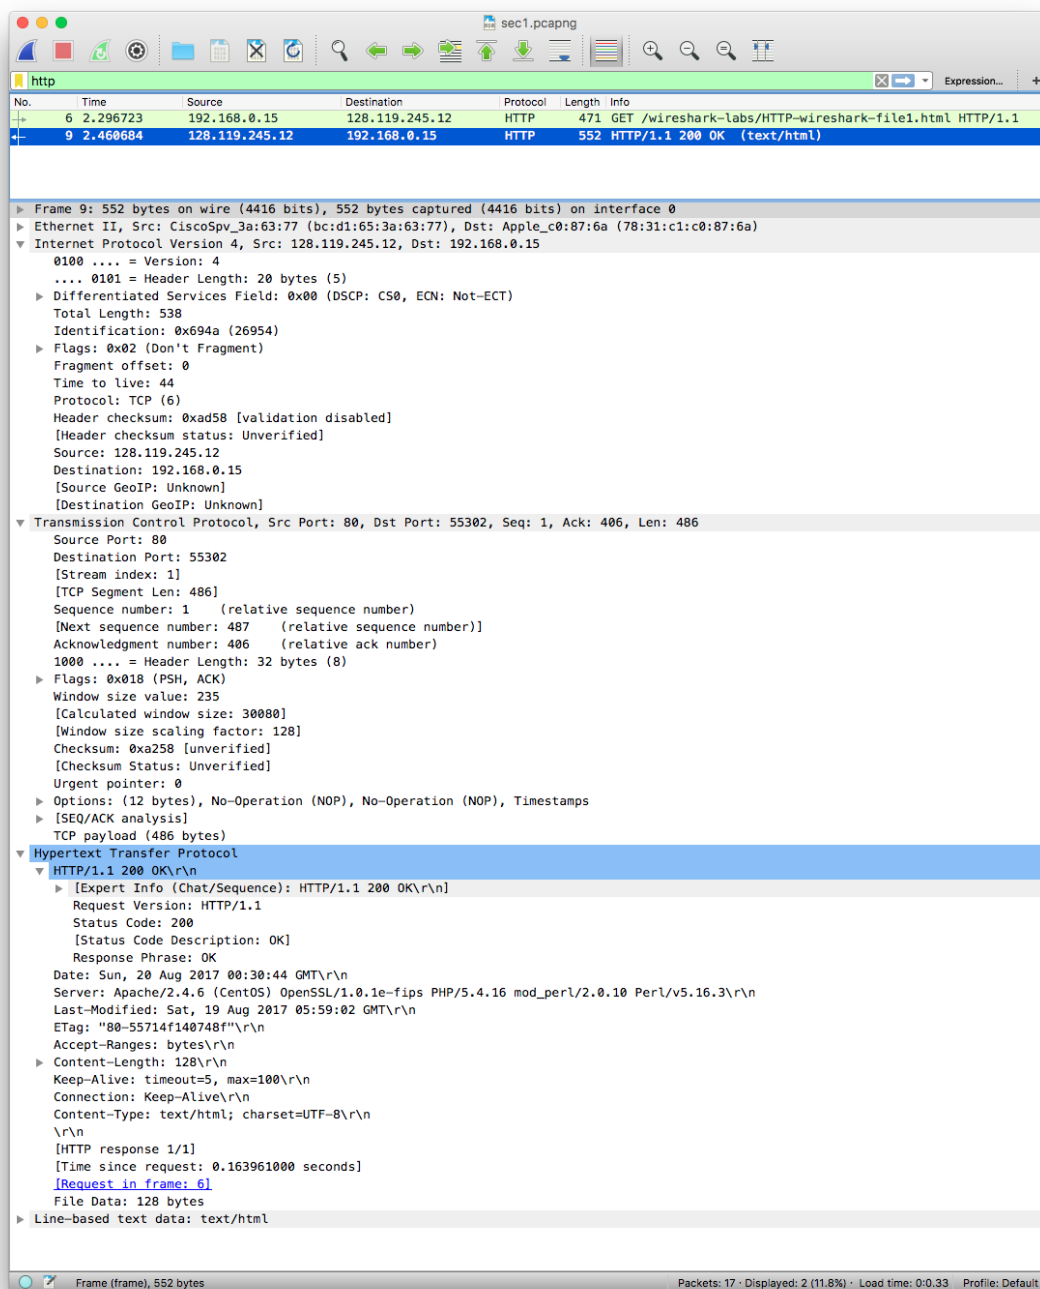 sec1.pcapng
http
Expression...
+
No. Time Source Destination Protocol Length Info
6 2.296723 192.168.0.15 128.119.245.12 HTTP 471 GET /wireshark-labs/HTTP-wireshark-file1.html HTTP/1.1
9 2.460684 128.119.245.12 192.168.0.15 HTTP 552 HTTP/1.1 200 OK (text/html)
Frame 9: 552 bytes on wire (4416 bits), 552 bytes captured (4416 bits) on interface 0
Ethernet II, Src: CiscoSpv_3a:63:77 (bc:d1:65:3a:63:77), Dst: Apple_c0:87:6a (78:31:c1:c0:87:6a)
Internet Protocol Version 4, Src: 128.119.245.12, Dst: 192.168.0.15
0100 .... = Version: 4
.... 0101 = Header Length: 20 bytes (5)
Differentiated Services Field: 0x00 (DSCP: CS0, ECN: Not-ECT)
Total Length: 538
Identification: 0x694a (26954)
Flags: 0x02 (Don't Fragment)
Fragment offset: 0
Time to live: 44
Protocol: TCP (6)
Header checksum: 0xad58 [validation disabled]
[Header checksum status: Unverified]
Source: 128.119.245.12
Destination: 192.168.0.15
[Source GeoIP: Unknown]
[Destination GeoIP: Unknown]
Transmission Control Protocol, Src Port: 80, Dst Port: 55302, Seq: 1, Ack: 406, Len: 486
Source Port: 80
Destination Port: 55302
[Stream index: 1]
[TCP Segment Len: 486]
Sequence number: 1 (relative sequence number)
[Next sequence number: 487 (relative sequence number)]
Acknowledgment number: 406 (relative ack number)
1000 .... = Header Length: 32 bytes (8)
Flags: 0x018 (PSH, ACK)
Window size value: 235
[Calculated window size: 30080]
[Window size scaling factor: 128]
Checksum: 0xa258 [unverified]
[Checksum Status: Unverified]
Urgent pointer: 0
Options: (12 bytes), No-Operation (NOP), No-Operation (NOP), Timestamps
[SEQ/ACK analysis]
TCP payload (486 bytes)
Hypertext Transfer Protocol
HTTP/1.1 200 OK\r\n
[Expert Info (Chat/Sequence): HTTP/1.1 200 OK\r\n]
Request Version: HTTP/1.1
Status Code: 200
[Status Code Description: OK]
Response Phrase: OK
Date: Sun, 20 Aug 2017 00:30:44 GMT\r\n
Server: Apache/2.4.6 (CentOS) OpenSSL/1.0.1e-fips PHP/5.4.16 mod_perl/2.0.10 Perl/v5.16.3\r\n
Last-Modified: Sat, 19 Aug 2017 05:59:02 GMT\r\n
ETag: "80-55714f140748f"\r\n
Accept-Ranges: bytes\r\n
Content-Length: 128\r\n
Keep-Alive: timeout=5, max=100\r\n
Connection: Keep-Alive\r\n
Content-Type: text/html; charset=UTF-8\r\n
\r\n
[HTTP response 1/1]
[Time since request: 0.163961000 seconds]
[Request in frame: 6]
File Data: 128 bytes
Line-based text data: text/html
Frame (frame), 552 bytes
Packets: 17 · Displayed: 2 (11.8%) · Load time: 0:0.33
Profile: Default